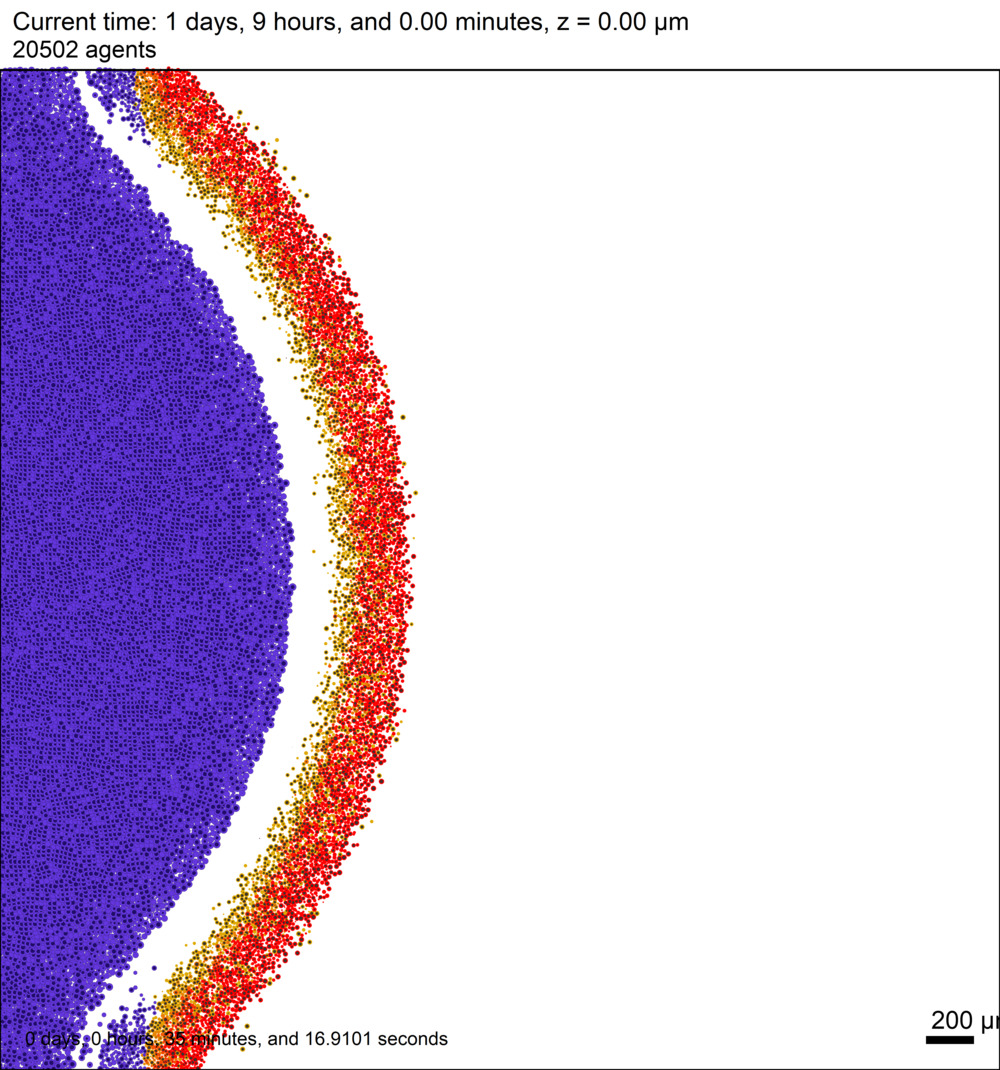 Current time: 1 days, 9 hours, and 0.00 minutes, z = 0.00 μm
20502 agents
200 μm
0 days, 0 hours, 35 minutes, and 16.9101 seconds